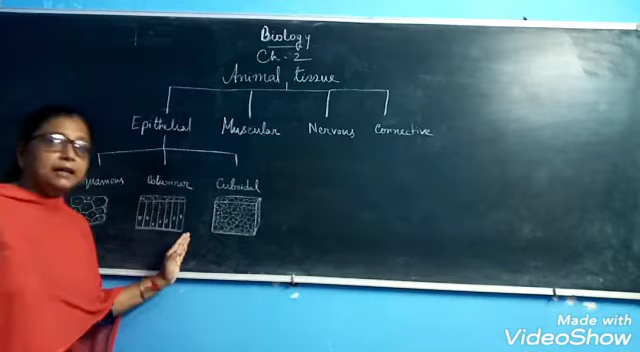 Biology
Ch. 2
Animal tissue
Epithelial Muscular Nervous Connective
Columnar Cuboidal
Made with
VideoShow